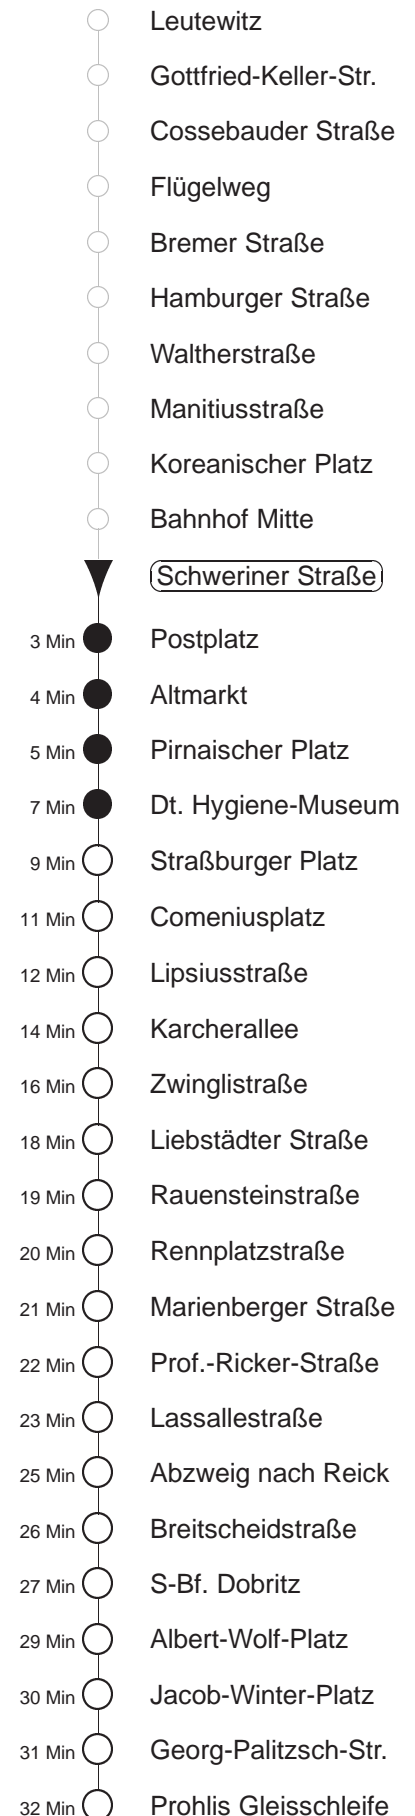 Leutewitz
Gottfried-Keller-Str.
Cossebauder Straße
Flügelweg
Bremer Straße
Hamburger Straße
Waltherstraße
Manitiusstraße
Koreanischer Platz
Bahnhof Mitte
Schweriner Straße
3 Min Postplatz
4 Min Altmarkt
5 Min Pirnaischer Platz
7 Min Dt. Hygiene-Museum
9 Min Straßburger Platz
11 Min Comeniusplatz
12 Min Lipsiusstraße
14 Min Karcherallee
16 Min Zwinglistraße
18 Min Liebstädter Straße
19 Min Rauensteinstraße
20 Min Rennplatzstraße
21 Min Marienberger Straße
22 Min Prof.-Ricker-Straße
23 Min Lassallestraße
25 Min Abzweig nach Reick
26 Min Breitscheidstraße
27 Min S-Bf. Dobritz
29 Min Albert-Wolf-Platz
30 Min Jacob-Winter-Platz
31 Min Georg-Palitzsch-Str.
32 Min Prohlis Gleisschleife